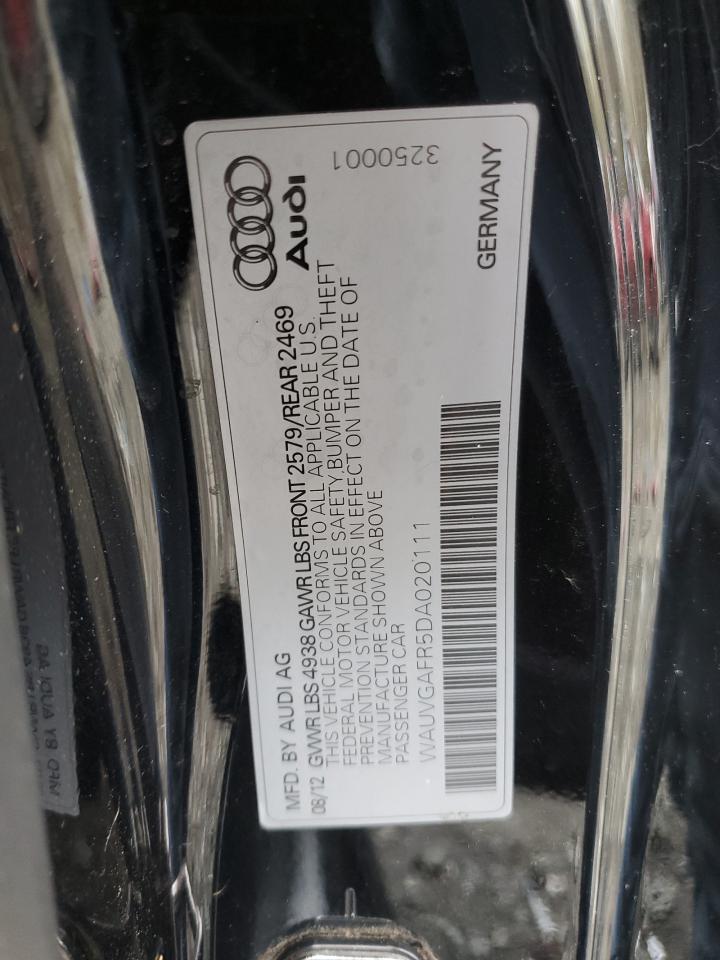 Audi
3250001
MFD. BY AUDI AG
08/12 GVWR LBS 4938 GAWR LBS FRONT 2579/REAR 2469
THIS VEHICLE CONFORMS TO ALL APPLICABLE U.S.
FEDERAL MOTOR VEHICLE SAFETY, BUMPER AND THEFT
PREVENTION STANDARDS IN EFFECT ON THE DATE OF
MANUFACTURE SHOWN ABOVE
PASSENGER CAR
WAUVGAFR5DA020111
GERMANY